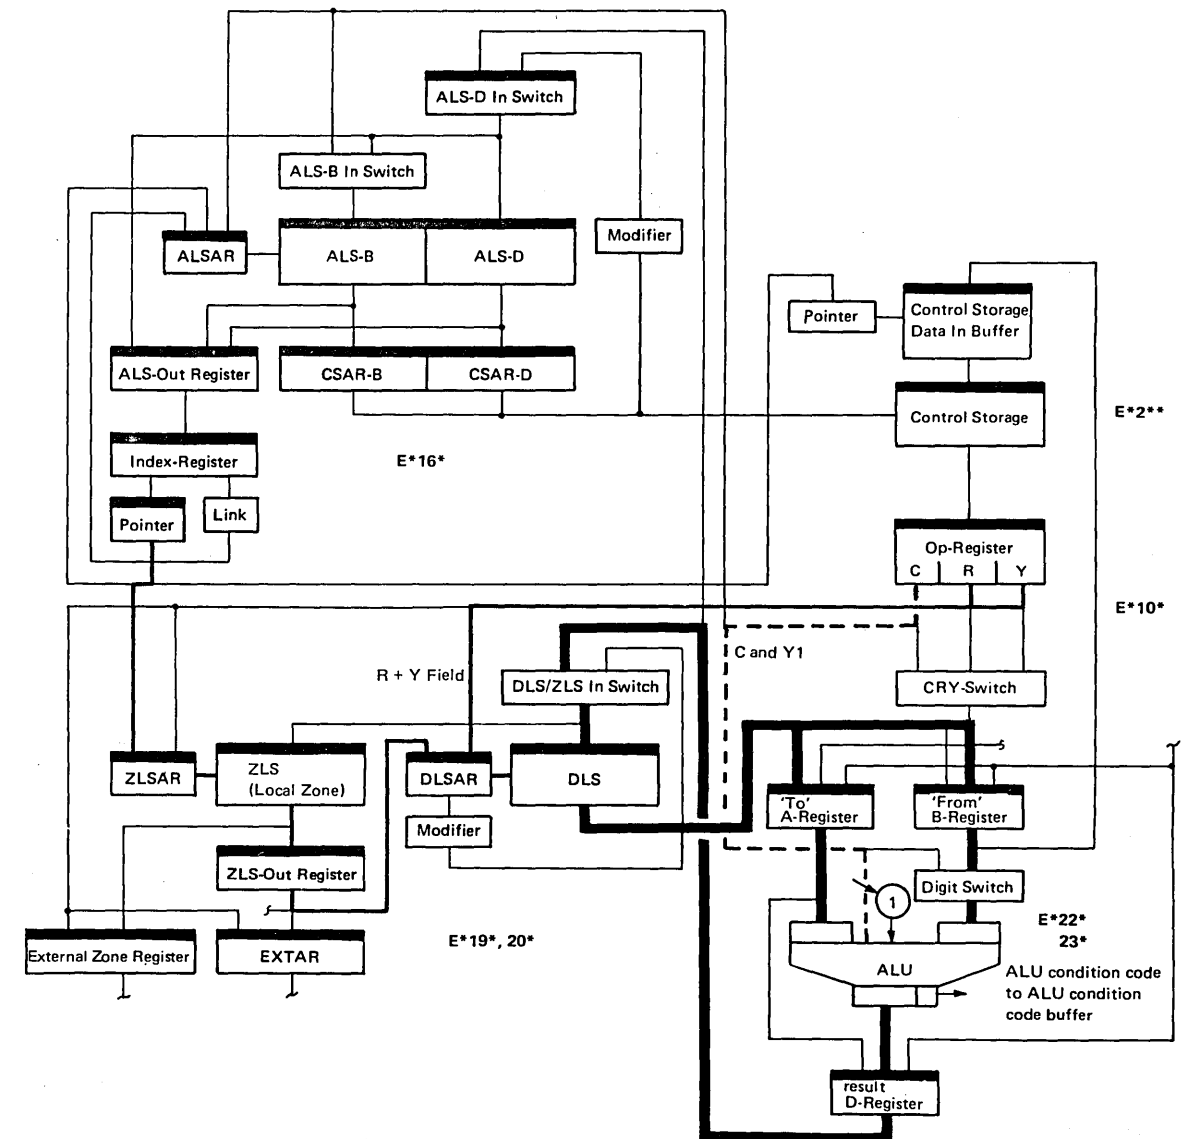 ALS-D In Switch
ALS-B In Switch
ALSAR
ALS-B
ALS-D
Modifier
Pointer
Control Storage
Data In Buffer
ALS-Out Register
CSAR-B
CSAR-D
Control Storage
E*2**
Index-Register
E*16*
Pointer
Link
Op-Register
C
R
Y
E*10*
C and Y1
R + Y Field
DLS/ZLS In Switch
CRY-Switch
ZLSAR
ZLS
(Local Zone)
DLSAR
DLS
'To'
A-Register
'From'
B-Register
Modifier
ZLS-Out Register
Digit Switch
1
E*22*
23*
External Zone Register
EXTAR
E*19*, 20*
ALU
ALU condition code
to ALU condition
code buffer
result
D-Register